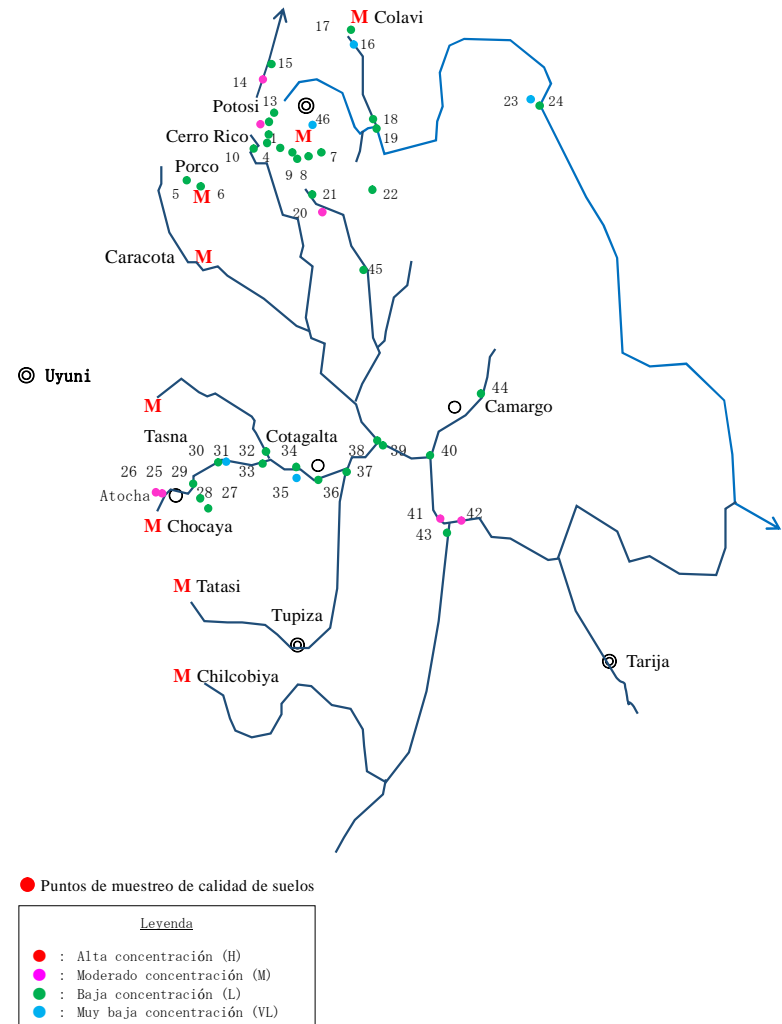 17 M Colavi
16
15
14
Potosi 13
23 24
46
18
Cerro Rico 1 M
19
10 4 7
Porco 9 8
5 M 6
21 22
20
Caracota M
45
Uyuni
44
M Camargo
Tasna Cotagalta
30 31 32 34 38 39 40
26 25 29 33 37
Atocha 28 27 35 36
41 42
M Chocaya 43
M Tatasi
Tupiza
Tarija
M Chilcobiya
Puntos de muestreo de calidad de suelos
Leyenda
: Alta concentración (H)
: Moderado concentración (M)
: Baja concentración (L)
: Muy baja concentración (VL)